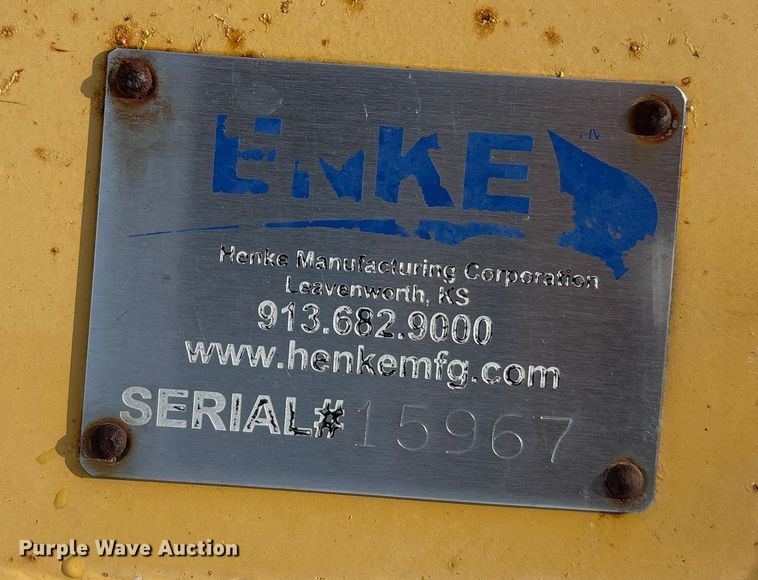 HENKE
Henke Manufacturing Corporation
Leavenworth, KS
913.682.9000
www.henkemfg.com
SERIAL# 15967
Purple Wave Auction